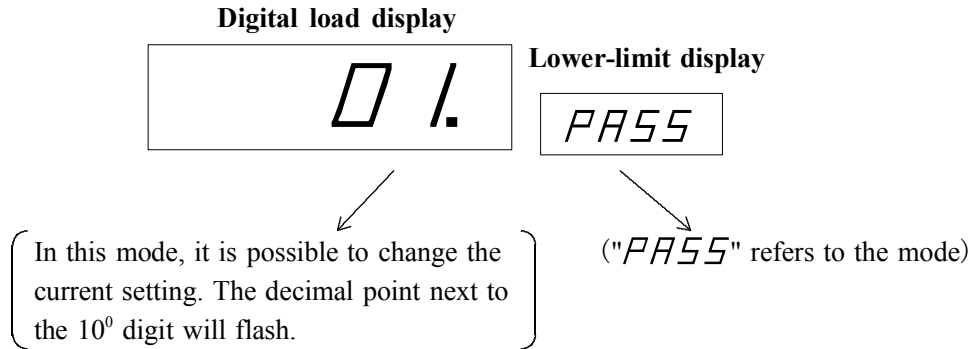 Digital load display
Lower-limit display
01.
PASS
In this mode, it is possible to change the
current setting. The decimal point next to
the 10⁰ digit will flash.
("PASS" refers to the mode)